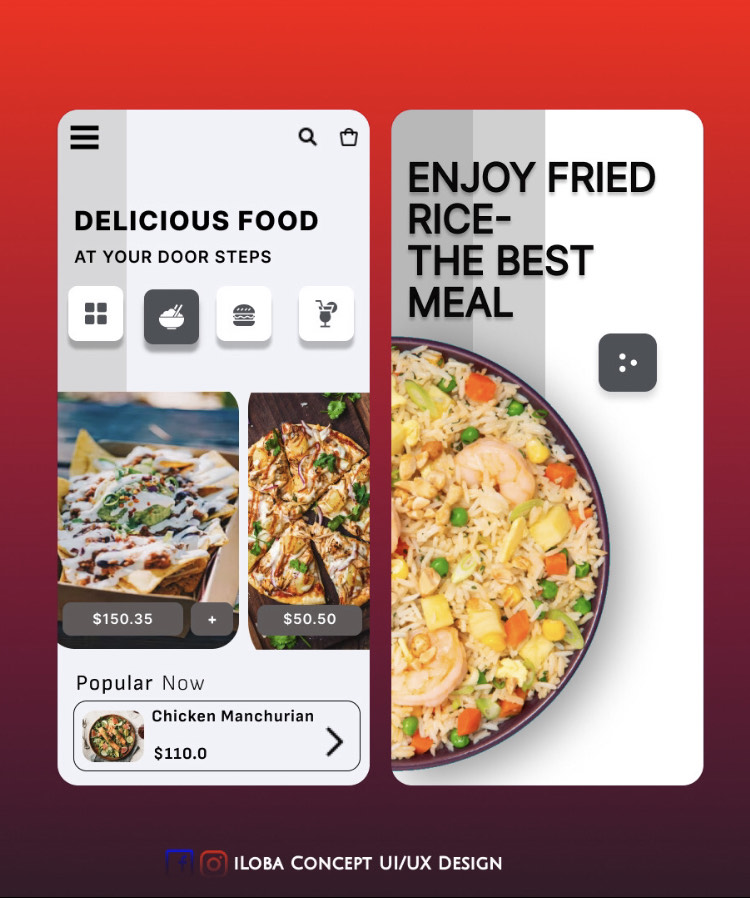 DELICIOUS FOOD
AT YOUR DOOR STEPS
$150.35
+
$50.50
Popular Now
Chicken Manchurian
$110.0
ENJOY FRIED
RICE-
THE BEST
MEAL
iLOBA CONCEPT UI/UX DESIGN